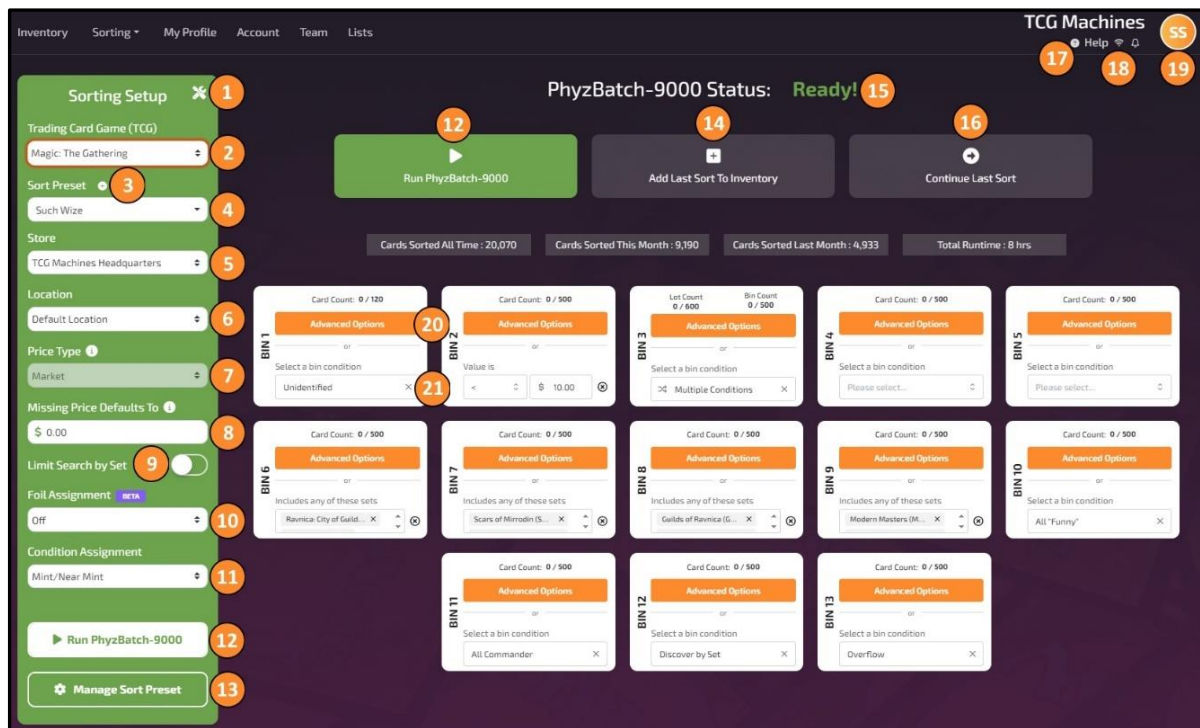 Inventory Sorting My Profile Account Team Lists
TCG Machines
SS
Help
17
18
19
Sorting Setup
1
Trading Card Game (TCG)
Magic: The Gathering
2
Sort Preset
3
Such Wize
4
Store
TCG Machines Headquarters
5
Location
Default Location
6
Price Type
Market
7
Missing Price Defaults To
$ 0.00
8
Limit Search by Set
9
Foil Assignment BETA
Off
10
Condition Assignment
Mint/Near Mint
11
Run PhyzBatch-9000
12
Manage Sort Preset
13
PhyzBatch-9000 Status: Ready!
15
12
Run PhyzBatch-9000
14
Add Last Sort To Inventory
16
Continue Last Sort
Cards Sorted All Time : 20,070
Cards Sorted This Month : 9,190
Cards Sorted Last Month : 4,933
Total Runtime : 8 hrs
BIN 1
Card Count: 0 / 120
Advanced Options
or
Select a bin condition
Unidentified
20
21
BIN 2
Card Count: 0 / 500
Advanced Options
or
Value is
< $ 10.00
BIN 3
Lot Count Bin Count
0 / 600 0 / 500
Advanced Options
or
Select a bin condition
Multiple Conditions
BIN 4
Card Count: 0 / 500
Advanced Options
or
Select a bin condition
Please select...
BIN 5
Card Count: 0 / 500
Advanced Options
or
Select a bin condition
Please select...
BIN 6
Card Count: 0 / 500
Advanced Options
or
Includes any of these sets
Ravnica: City of Guild...
BIN 7
Card Count: 0 / 500
Advanced Options
or
Includes any of these sets
Scars of Mirrodin (S...
BIN 8
Card Count: 0 / 500
Advanced Options
or
Includes any of these sets
Guilds of Ravnica (G...
BIN 9
Card Count: 0 / 500
Advanced Options
or
Includes any of these sets
Modern Masters (M...
BIN 10
Card Count: 0 / 500
Advanced Options
or
Select a bin condition
All "Funny"
BIN 11
Card Count: 0 / 500
Advanced Options
or
Select a bin condition
All Commander
BIN 12
Card Count: 0 / 500
Advanced Options
or
Select a bin condition
Discover by Set
BIN 13
Card Count: 0 / 500
Advanced Options
or
Select a bin condition
Overflow